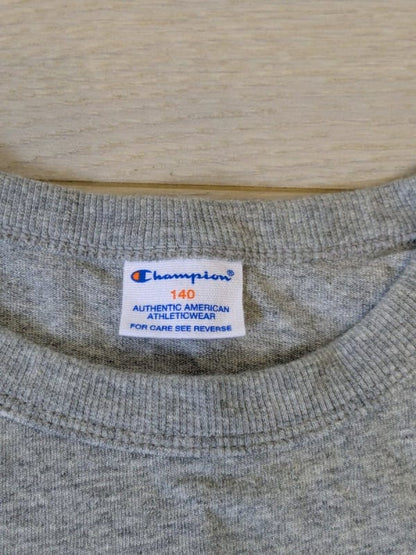 Champion®
140
AUTHENTIC AMERICAN
ATHLETICWEAR
FOR CARE SEE REVERSE